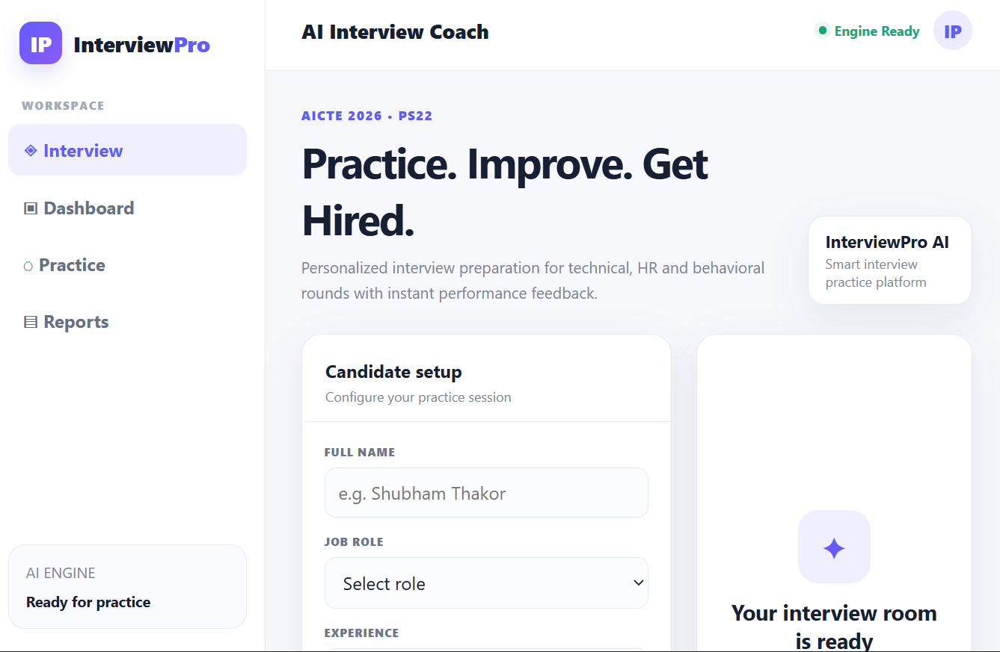 IP
InterviewPro
WORKSPACE
Interview
Dashboard
Practice
Reports
AI ENGINE
Ready for practice
AI Interview Coach
Engine Ready
IP
AICTE 2026 • PS22
Practice. Improve. Get
Hired.
Personalized interview preparation for technical, HR and behavioral
rounds with instant performance feedback.
InterviewPro AI
Smart interview
practice platform
Candidate setup
Configure your practice session
FULL NAME
e.g. Shubham Thakor
JOB ROLE
Select role
EXPERIENCE
Your interview room
is ready